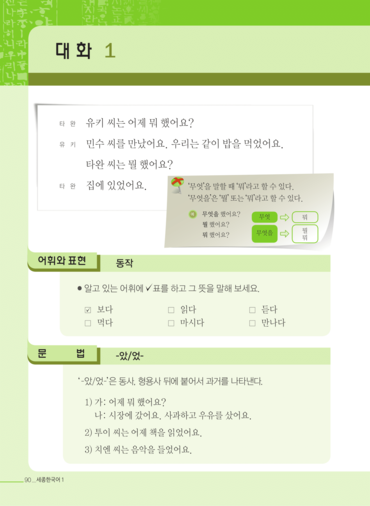 대화 1
타 완 유키 씨는 어제 뭐 했어요?
유 키 민수 씨를 만났어요. 우리는 같이 밥을 먹었어요.
타완 씨는 뭘 했어요?
타 완 집에 있었어요.
'무엇'을 말할 때 '뭐'라고 할 수 있다.
'무엇을'은 '뭘' 또는 '뭐'라고 할 수 있다.
무엇을 했어요?
뭘 했어요?
뭐 했어요?
무엇 ⇨ 뭐
무엇을 ⇨ 뭘
뭐
어휘와 표현 동작
● 알고 있는 어휘에 ✓표를 하고 그 뜻을 말해 보세요.
☑ 보다 □ 읽다 □ 듣다
□ 먹다 □ 마시다 □ 만나다
문 법 -았/었-
'-았/었-'은 동사, 형용사 뒤에 붙어서 과거를 나타낸다.
1) 가: 어제 뭐 했어요?
나: 시장에 갔어요. 사과하고 우유를 샀어요.
2) 투이 씨는 어제 책을 읽었어요.
3) 치엔 씨는 음악을 들었어요.
세종한국어 1